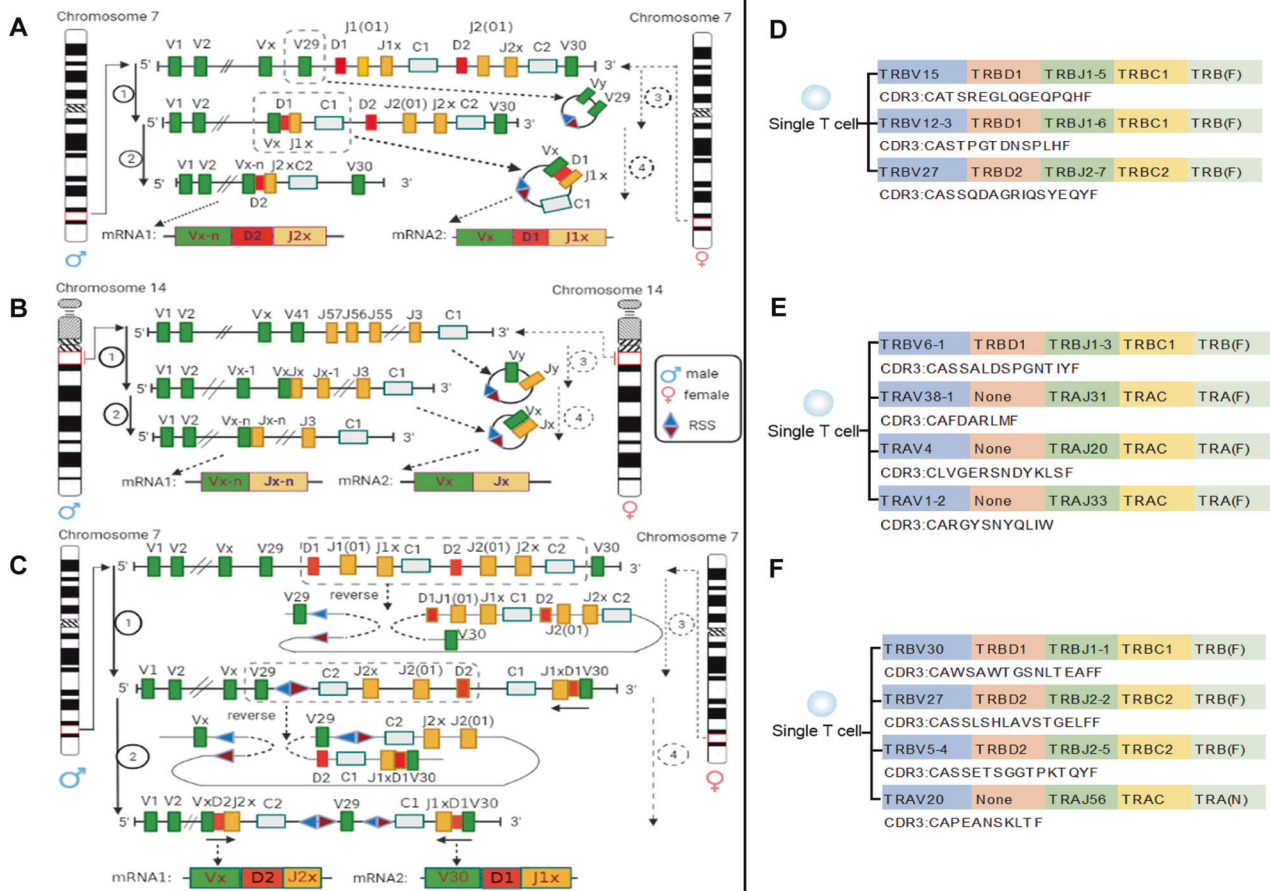 A
Chromosome 7
Chromosome 7
J1(01) J2(01)
V1 V2 Vx V29 D1 J1x C1 D2 J2x C2 V30
5' 3'
1
Vy
V29
3
D1 C1 D2 J2(01) J2x C2 V30
V1 V2
5' 3'
Vx J1x
2
Vx
D1
J1x
C1
4
V1 V2 Vx-n J2x C2 V30
5' 3'
D2
mRNA1: Vx-n D2 J2x
mRNA2: Vx D1 J1x
B
Chromosome 14
Chromosome 14
V1 V2 Vx V41 J57 J56 J55 J3 C1
5' 3'
1
Vy
Jy
3
V1 V2 Vx-1 Vx Jx Jx-1 J3 C1
5' 3'
2
Vx
Jx
4
V1 V2 Vx-n Jx-n J3 C1
5' 3'
mRNA1: Vx-n Jx-n
mRNA2: Vx Jx
male
female
RSS
C
Chromosome 7
Chromosome 7
V1 V2 Vx V29 D1 J1(01) J1x C1 D2 J2(01) J2x C2 V30
5' 3'
reverse
1
V29
D1 J1(01) J1x C1 D2 J2x C2
V30 J2(01)
3
V1 V2 Vx V29 C2 J2x J2(01) D2 C1 J1xD1V30
5' 3'
reverse
2
Vx
V29 C2 J2x J2(01)
D2 C1 J1xD1V30
4
V1 V2 VxD2J2x C2 V29 C1 J1xD1V30
5' 3'
mRNA1: Vx D2 J2x
mRNA2: V30 D1 J1x
D
Single T cell
TRBV15 TRBD1 TRBJ1-5 TRBC1 TRB(F)
CDR3:CATSREGLQGEQPQHF
TRBV12-3 TRBD1 TRBJ1-6 TRBC1 TRB(F)
CDR3:CASTPGTDNSPLHF
TRBV27 TRBD2 TRBJ2-7 TRBC2 TRB(F)
CDR3:CASSQDAGRIQSYEQYF
E
Single T cell
TRBV6-1 TRBD1 TRBJ1-3 TRBC1 TRB(F)
CDR3:CASSALDSPGNTIYF
TRAV38-1 None TRAJ31 TRAC TRA(F)
CDR3:CAFDARLMF
TRAV4 None TRAJ20 TRAC TRA(F)
CDR3:CLVGERSNDYKLSF
TRAV1-2 None TRAJ33 TRAC TRA(F)
CDR3:CARGYSNYQLIW
F
Single T cell
TRBV30 TRBD1 TRBJ1-1 TRBC1 TRB(F)
CDR3:CAWSAWTGSNLTEAFF
TRBV27 TRBD2 TRBJ2-2 TRBC2 TRB(F)
CDR3:CASSLSHLAVSTGELFF
TRBV5-4 TRBD2 TRBJ2-5 TRBC2 TRB(F)
CDR3:CASSETSGGTPKTQYF
TRAV20 None TRAJ56 TRAC TRA(N)
CDR3:CAPEANSKLTF